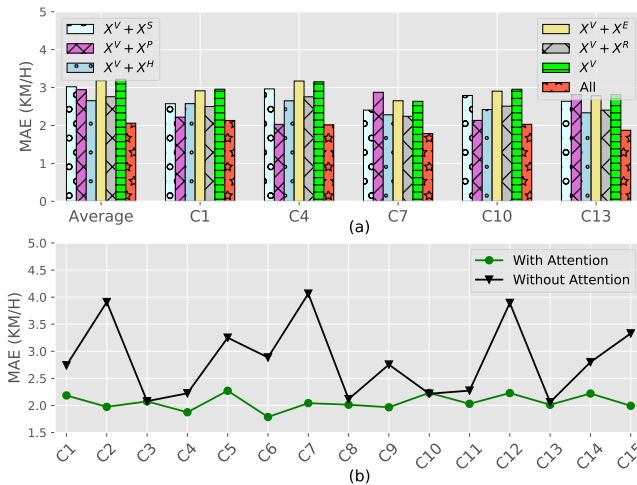 5
4
3
2
1
0
MAE (KM/H)
X^V + X^S
X^V + X^P
X^V + X^H
X^V + X^E
X^V + X^R
X^V
All
Average C1 C4 C7 C10 C13
(a)
5.0
4.5
4.0
3.5
3.0
2.5
2.0
1.5
MAE (KM/H)
With Attention
Without Attention
C1 C2 C3 C4 C5 C6 C7 C8 C9 C10 C11 C12 C13 C14 C15
(b)